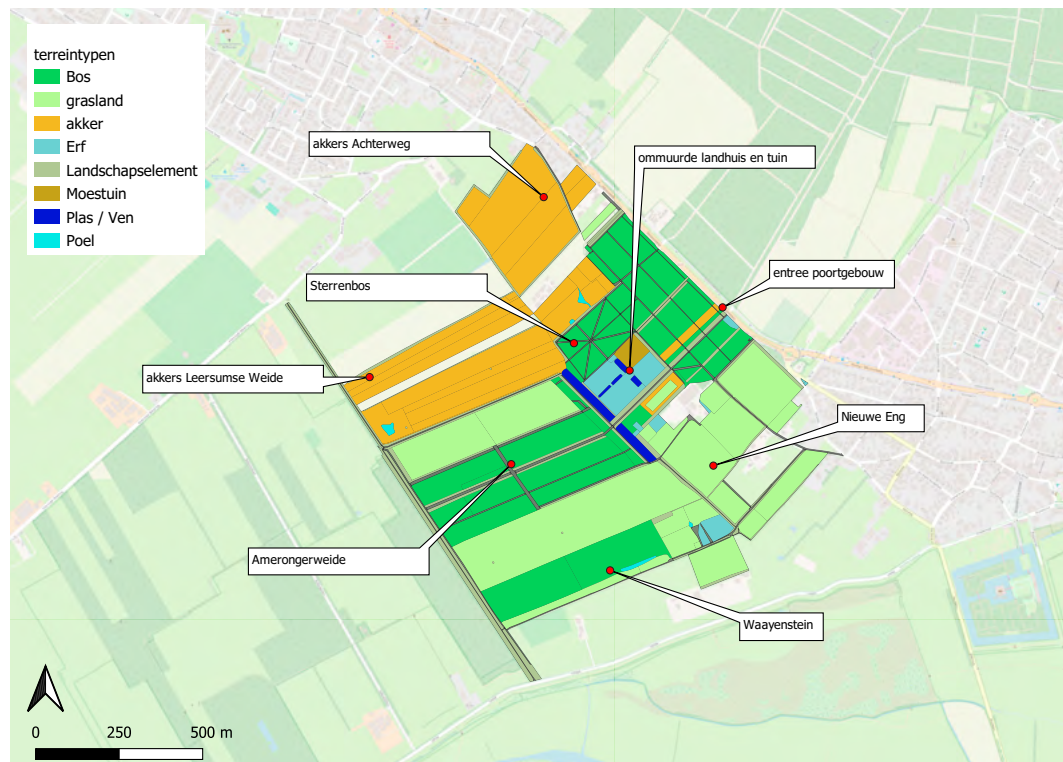 terreintypen
Bos
grasland
akker
Erf
Landschapselement
Moestuin
Plas / Ven
Poel
akkers Achterweg
ommuurde landhuis en tuin
entree poortgebouw
Sterrenbos
akkers Leersumse Weide
Nieuwe Eng
Amerongerweide
Waayenstein
0 250 500 m